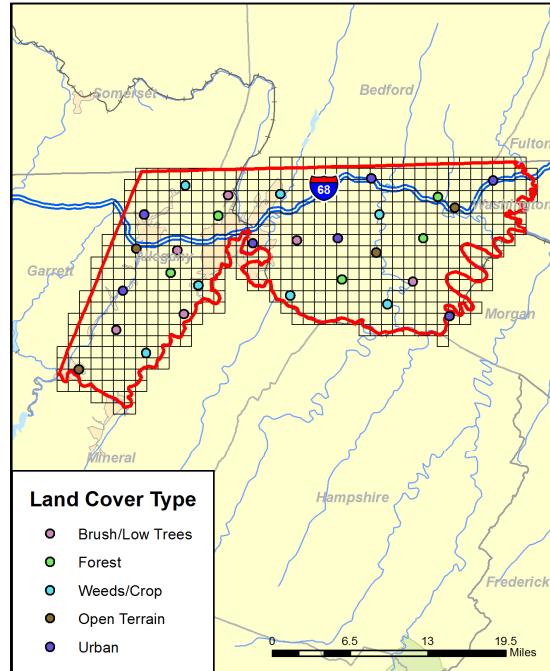 Somerset
Bedford
Fulton
68
Washington
Allegany
Garrett
Morgan
Mineral
Hampshire
Frederick
Land Cover Type
Brush/Low Trees
Forest
Weeds/Crop
Open Terrain
Urban
0 6.5 13 19.5
Miles